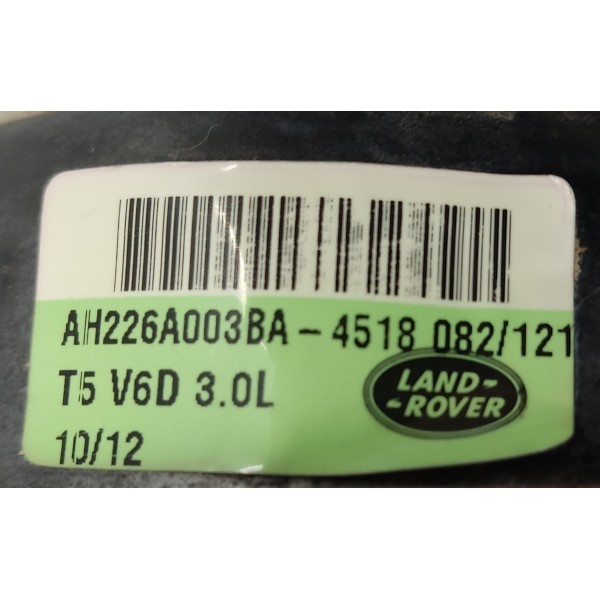 AH226A003BA-4518 082/121
T5 V6D 3.0L
LAND-
-ROVER
10/12